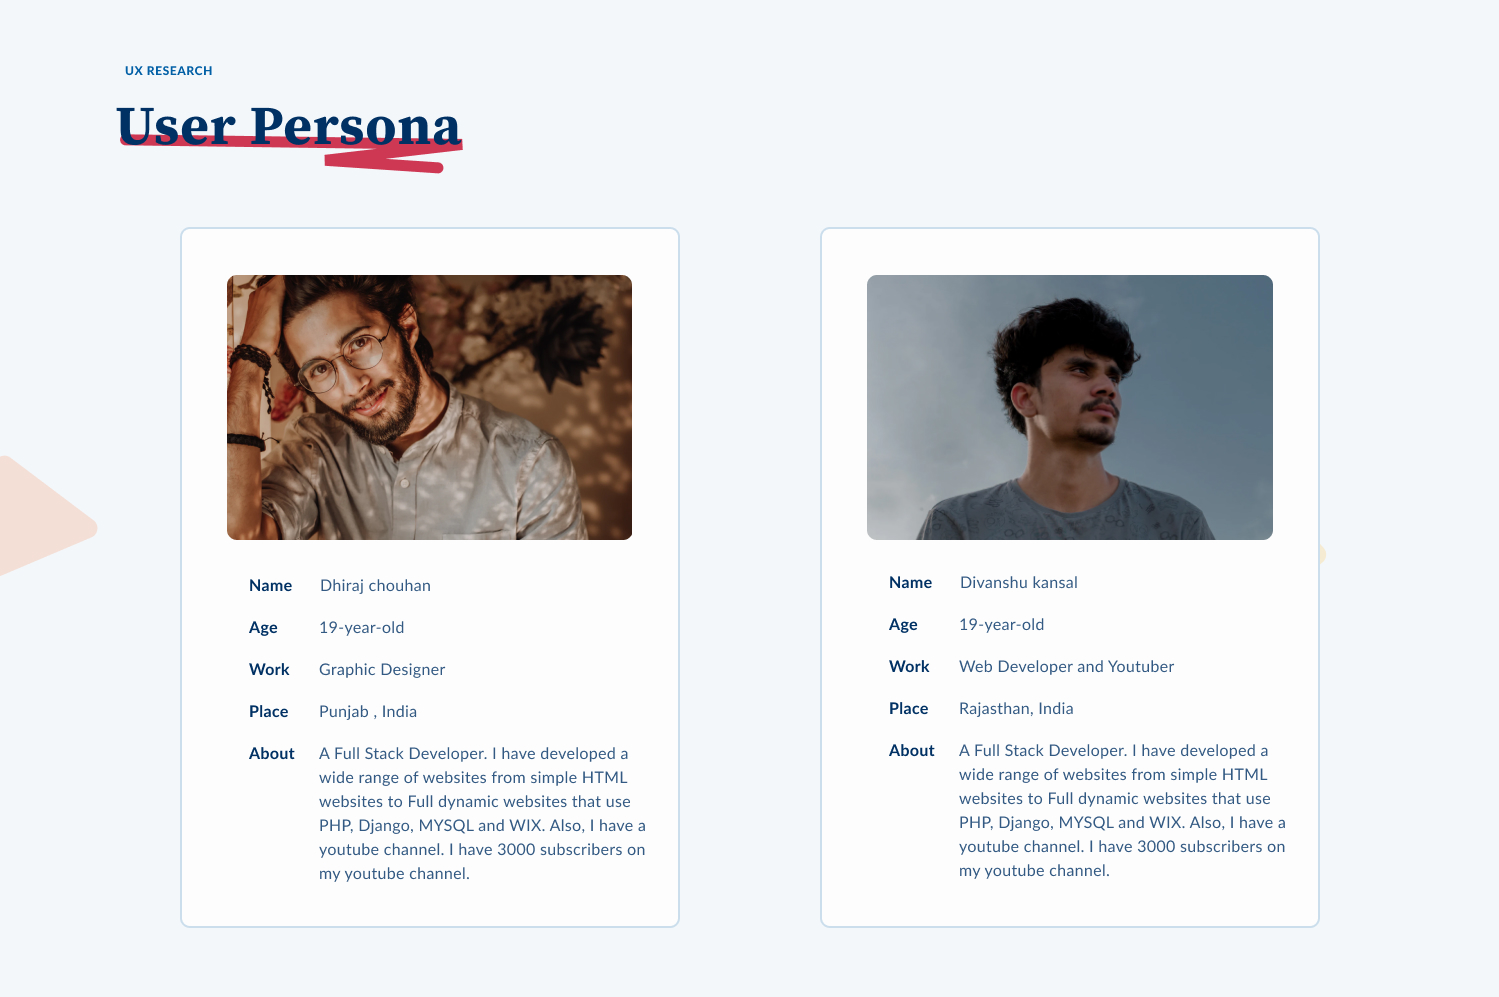 UX RESEARCH
User Persona
Name Dhiraj chouhan
Age 19-year-old
Work Graphic Designer
Place Punjab , India
About A Full Stack Developer. I have developed a
wide range of websites from simple HTML
websites to Full dynamic websites that use
PHP, Django, MYSQL and WIX. Also, I have a
youtube channel. I have 3000 subscribers on
my youtube channel.
Name Divanshu kansal
Age 19-year-old
Work Web Developer and Youtuber
Place Rajasthan, India
About A Full Stack Developer. I have developed a
wide range of websites from simple HTML
websites to Full dynamic websites that use
PHP, Django, MYSQL and WIX. Also, I have a
youtube channel. I have 3000 subscribers on
my youtube channel.